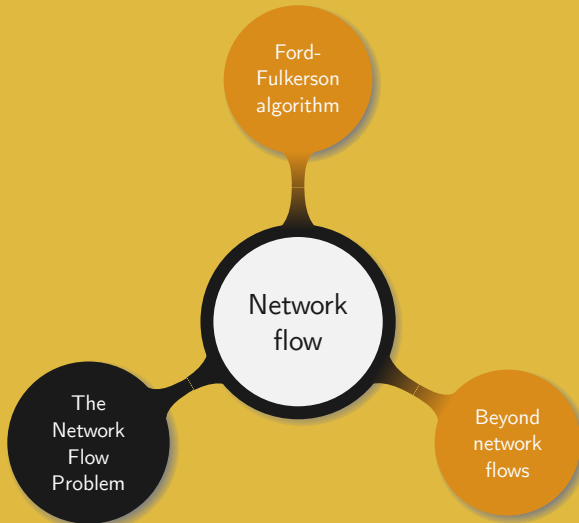 Ford-
Fulkerson
algorithm
Network
flow
The
Network
Flow
Problem
Beyond
network
flows